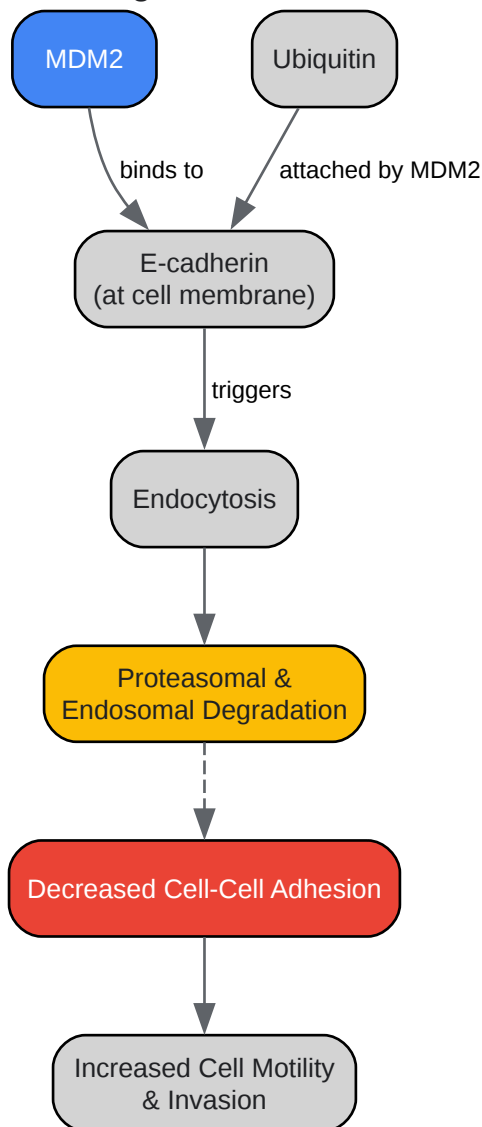 MDM2
Ubiquitin
binds to
attached by MDM2
E-cadherin
(at cell membrane)
triggers
Endocytosis
Proteasomal &
Endosomal Degradation
Decreased Cell-Cell Adhesion
Increased Cell Motility
& Invasion